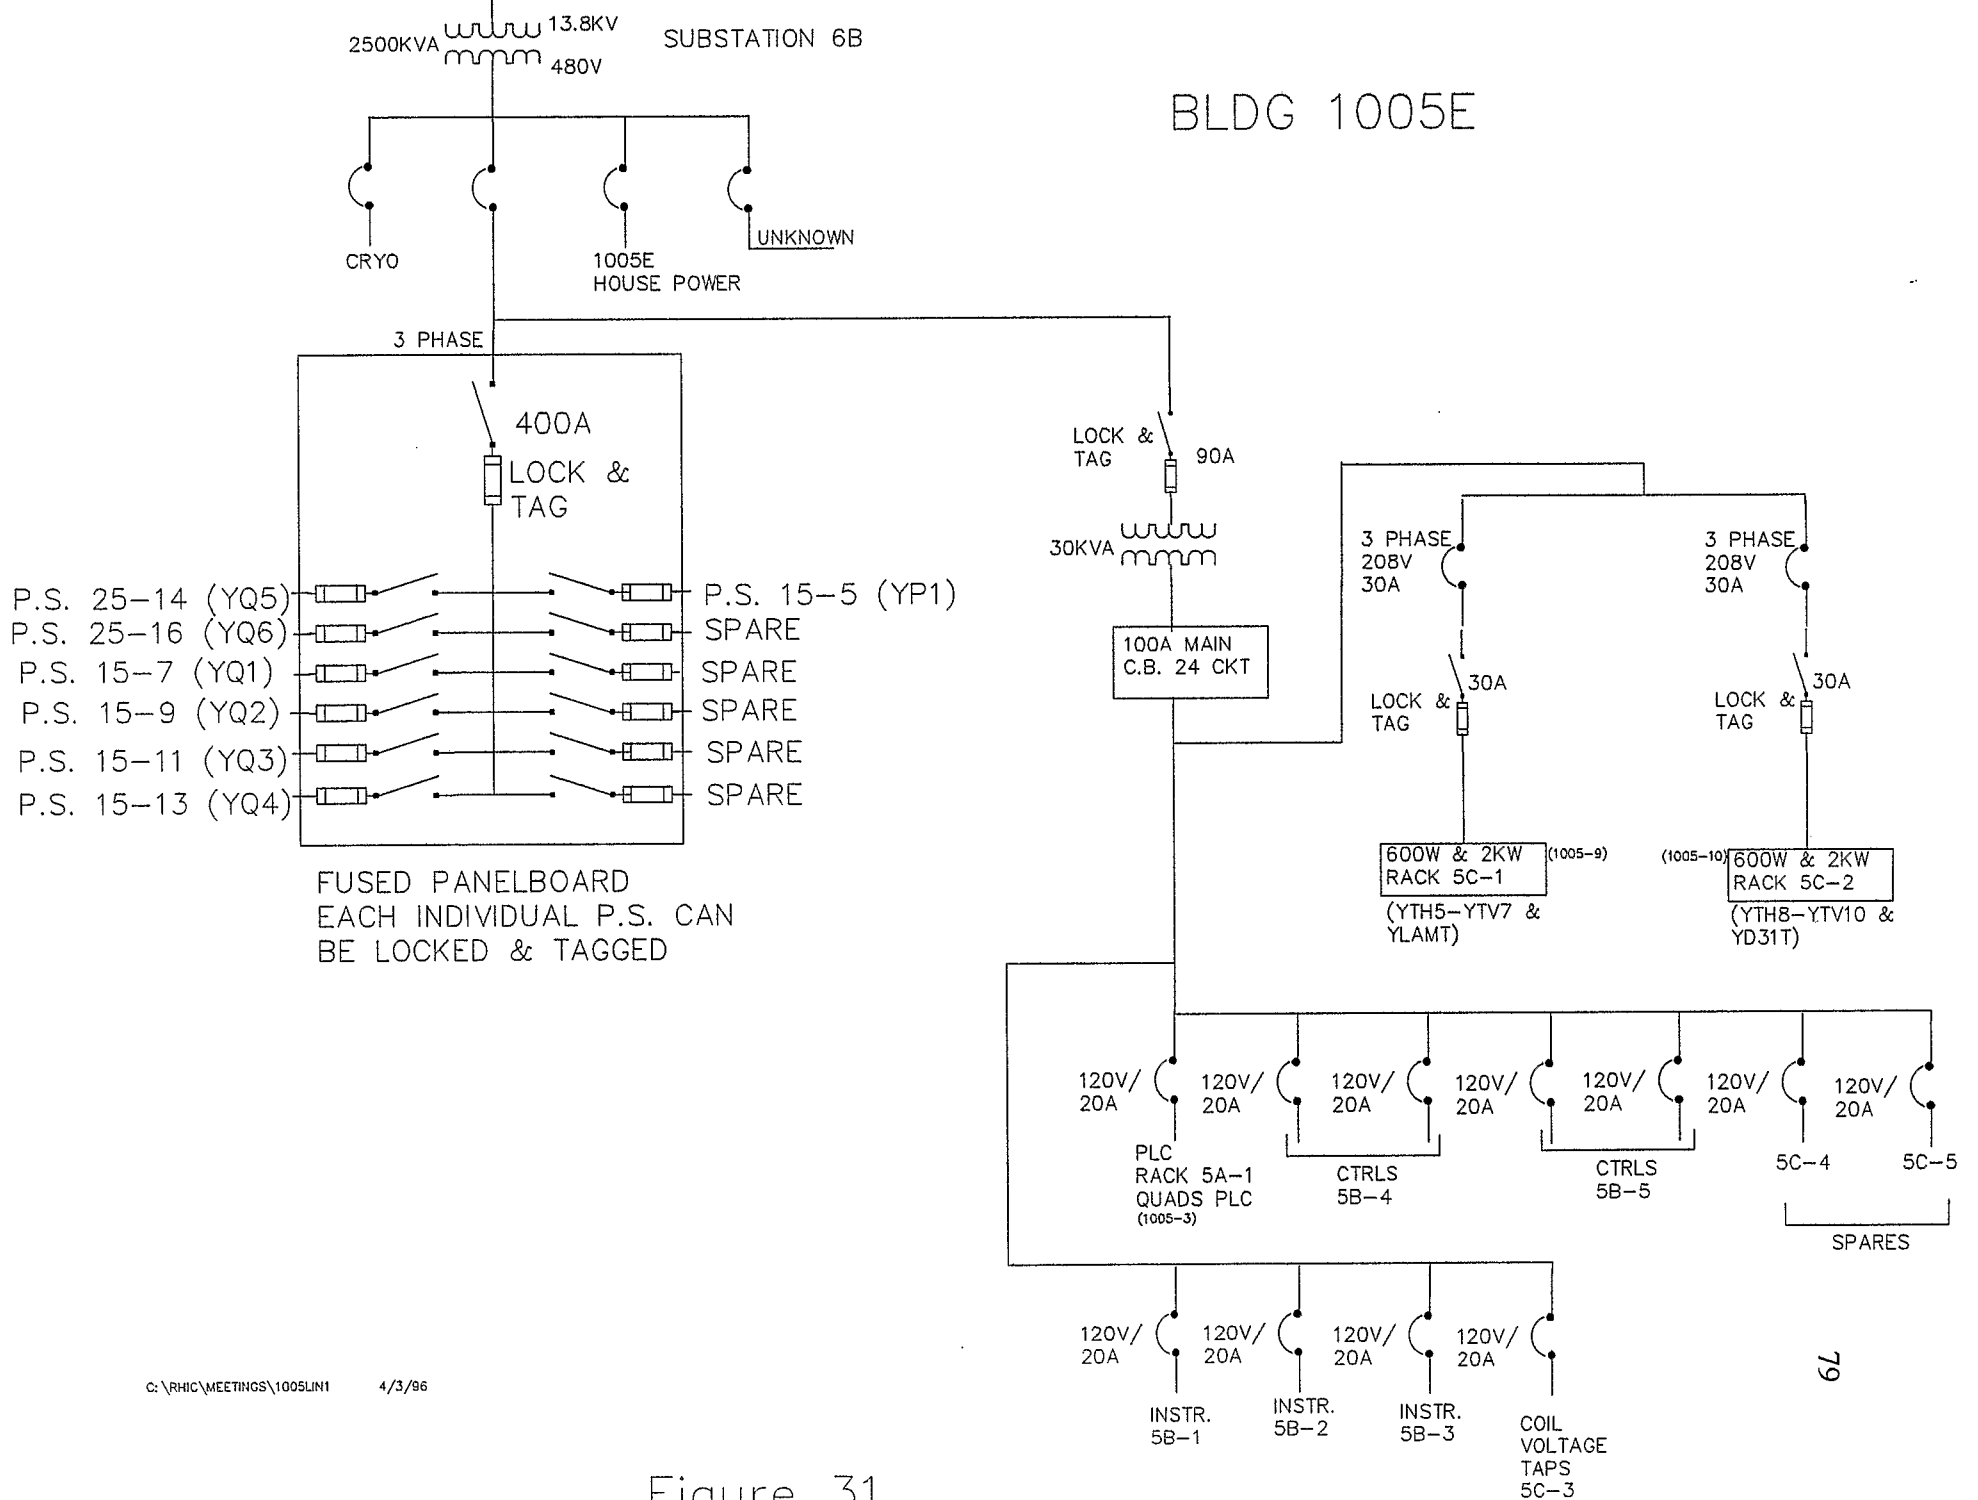 13.8KV
2500KVA
480V
SUBSTATION 6B
BLDG 1005E
CRYO
1005E
HOUSE POWER
UNKNOWN
3 PHASE
400A
LOCK &
TAG
P.S. 25-14 (YQ5)
P.S. 25-16 (YQ6)
P.S. 15-7 (YQ1)
P.S. 15-9 (YQ2)
P.S. 15-11 (YQ3)
P.S. 15-13 (YQ4)
P.S. 15-5 (YP1)
SPARE
SPARE
SPARE
SPARE
SPARE
FUSED PANELBOARD
EACH INDIVIDUAL P.S. CAN
BE LOCKED & TAGGED
LOCK &
TAG
90A
30KVA
100A MAIN
C.B. 24 CKT
3 PHASE
208V
30A
30A
LOCK &
TAG
600W & 2KW
RACK 5C-1
(1005-9)
(YTH5-YTV7 &
YLAMT)
3 PHASE
208V
30A
30A
LOCK &
TAG
(1005-10)
600W & 2KW
RACK 5C-2
(YTH8-YTV10 &
YD31T)
120V/
20A
120V/
20A
120V/
20A
120V/
20A
120V/
20A
120V/
20A
120V/
20A
PLC
RACK 5A-1
QUADS PLC
(1005-3)
CTRLS
5B-4
CTRLS
5B-5
5C-4
5C-5
SPARES
120V/
20A
120V/
20A
120V/
20A
120V/
20A
INSTR.
5B-1
INSTR.
5B-2
INSTR.
5B-3
COIL
VOLTAGE
TAPS
5C-3
79
C:\RHIC\MEETINGS\1005LIN1 4/3/96
Figure 31